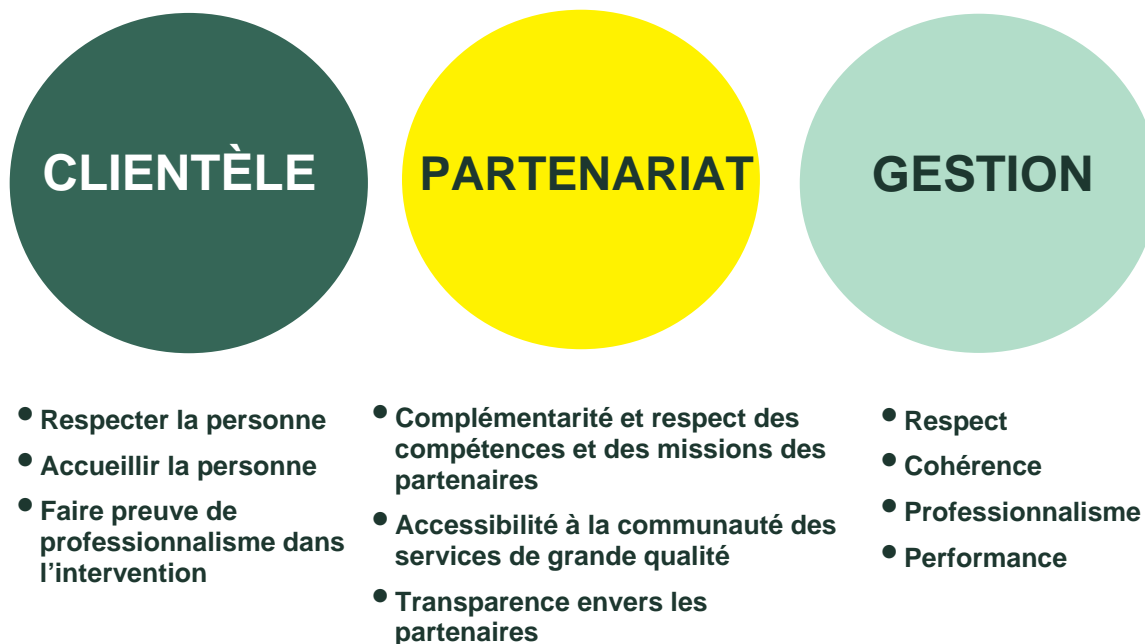 CLIENTÈLE
PARTENARIAT
GESTION
• Respecter la personne
• Accueillir la personne
• Faire preuve de
professionnalisme dans
l’intervention
• Complémentarité et respect des
compétences et des missions des
partenaires
• Accessibilité à la communauté des
services de grande qualité
• Transparence envers les
partenaires
• Respect
• Cohérence
• Professionnalisme
• Performance